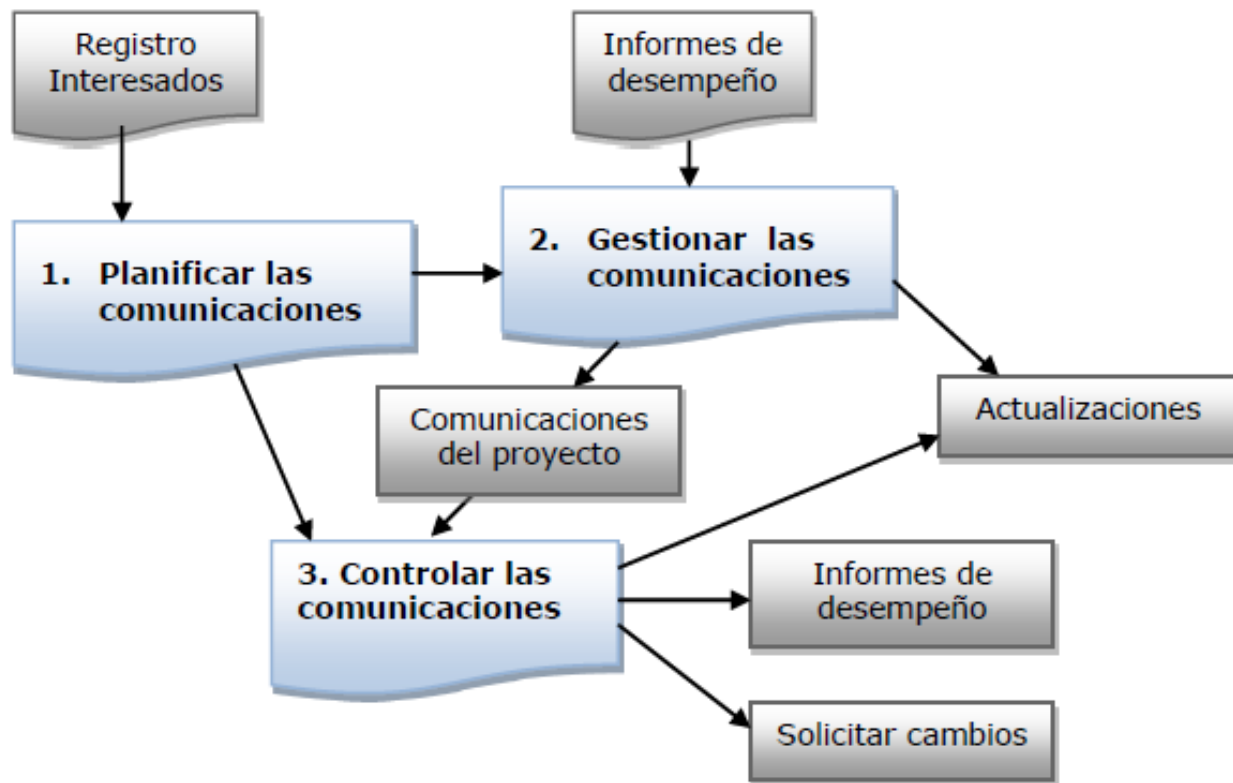 Registro
Interesados
Informes de
desempeño
1. Planificar las
comunicaciones
2. Gestionar las
comunicaciones
Comunicaciones
del proyecto
Actualizaciones
3. Controlar las
comunicaciones
Informes de
desempeño
Solicitar cambios